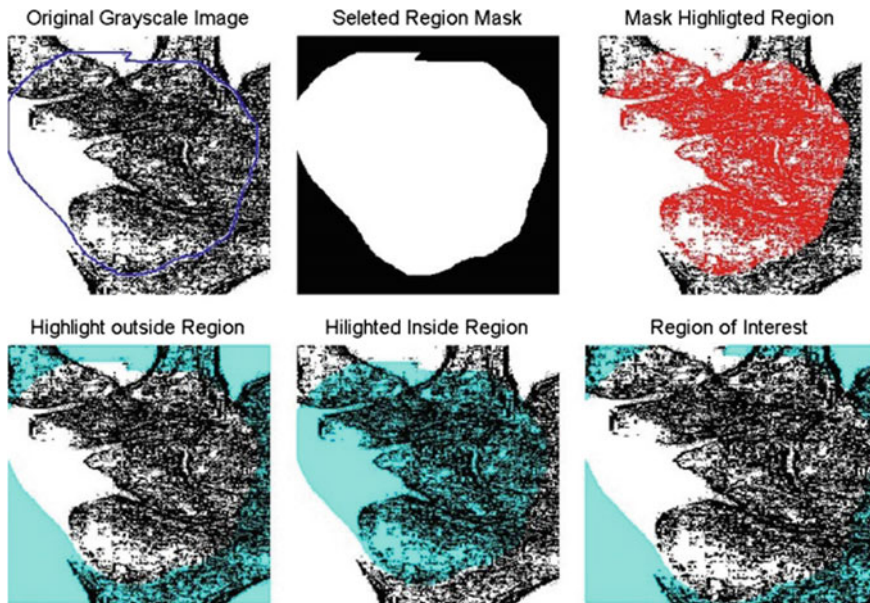 Original Grayscale Image
Seleted Region Mask
Mask Highligted Region
Highlight outside Region
Hilighted Inside Region
Region of Interest